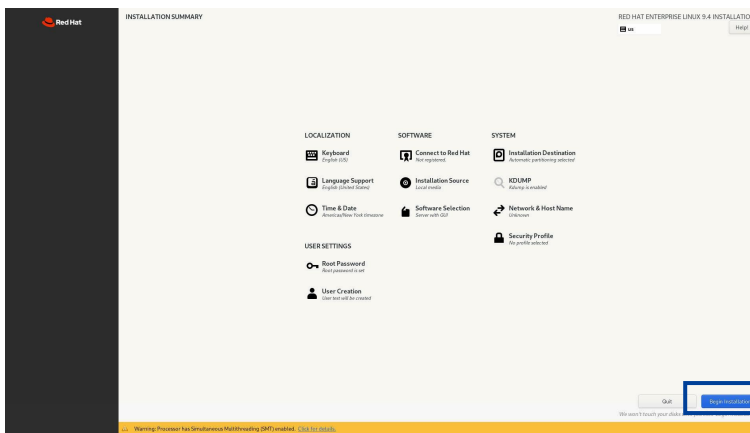 Red Hat
INSTALLATION SUMMARY
RED HAT ENTERPRISE LINUX 9.4 INSTALLATIO
us
Help!
LOCALIZATION
Keyboard
English (US)
Language Support
English (United States)
Time & Date
Americas/New York timezone
USER SETTINGS
Root Password
Root password is set
User Creation
User test will be created
SOFTWARE
Connect to Red Hat
Not registered.
Installation Source
Local media
Software Selection
Server with GUI
SYSTEM
Installation Destination
Automatic partitioning selected
KDUMP
Kdump is enabled
Network & Host Name
Unknown
Security Profile
No profile selected
Quit
Begin Installation
We won't touch your disks
Warning: Processor has Simultaneous Multithreading (SMT) enabled. Click for details.